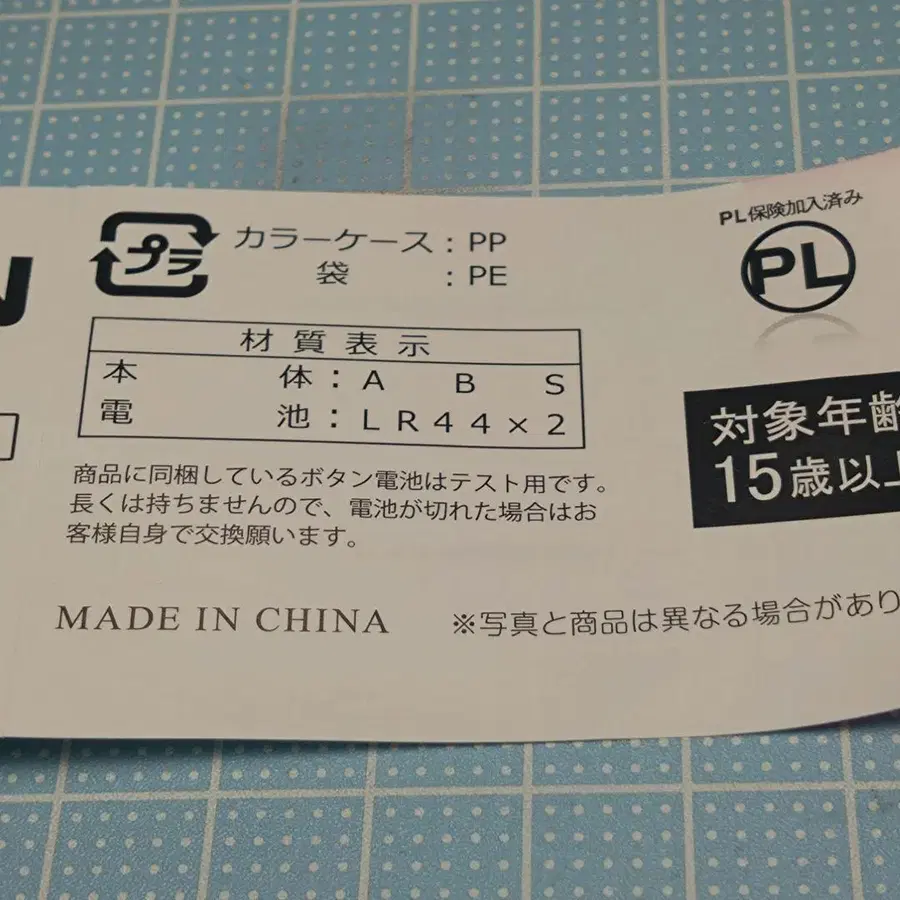 プラ
カラーケース：PP
袋：PE
PL保険加入済み
PL
材質表示
本体：ABS
電池：LR44×2
対象年齢
15歳以上
商品に同梱しているボタン電池はテスト用です。
長くは持ちませんので、電池が切れた場合はお
客様自身で交換願います。
MADE IN CHINA
※写真と商品は異なる場合があり